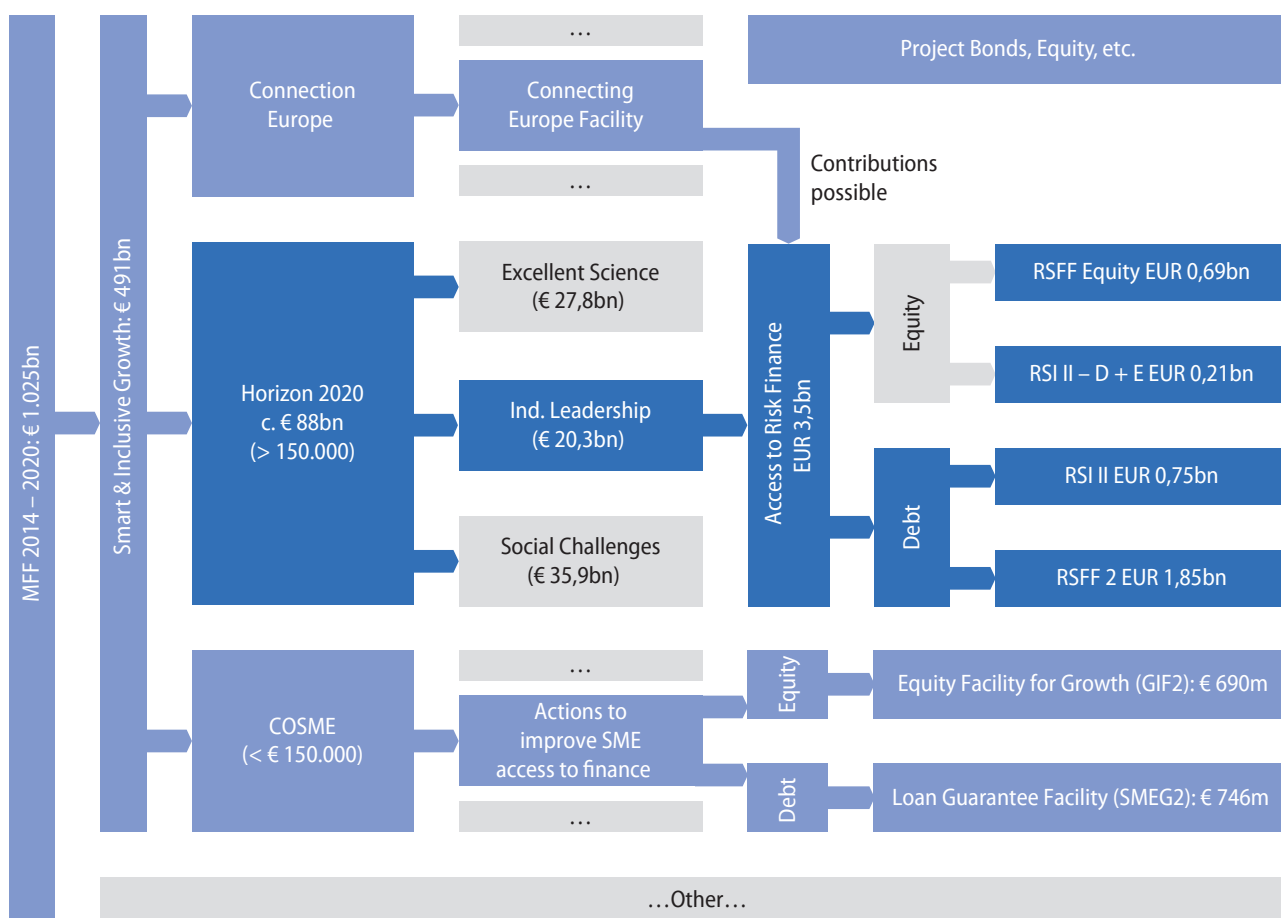 MFF 2014 – 2020: € 1.025bn
Smart & Inclusive Growth: € 491bn
Connection
Europe
…
Connecting
Europe Facility
…
Project Bonds, Equity, etc.
Contributions
possible
Horizon 2020
c. € 88bn
(> 150.000)
Excellent Science
(€ 27,8bn)
Ind. Leadership
(€ 20,3bn)
Social Challenges
(€ 35,9bn)
Access to Risk Finance
EUR 3,5bn
Equity
RSFF Equity EUR 0,69bn
RSI II – D + E EUR 0,21bn
Debt
RSI II EUR 0,75bn
RSFF 2 EUR 1,85bn
COSME
(< € 150.000)
…
Actions to
improve SME
access to finance
…
Equity
Equity Facility for Growth (GIF2): € 690m
Debt
Loan Guarantee Facility (SMEG2): € 746m
…Other…